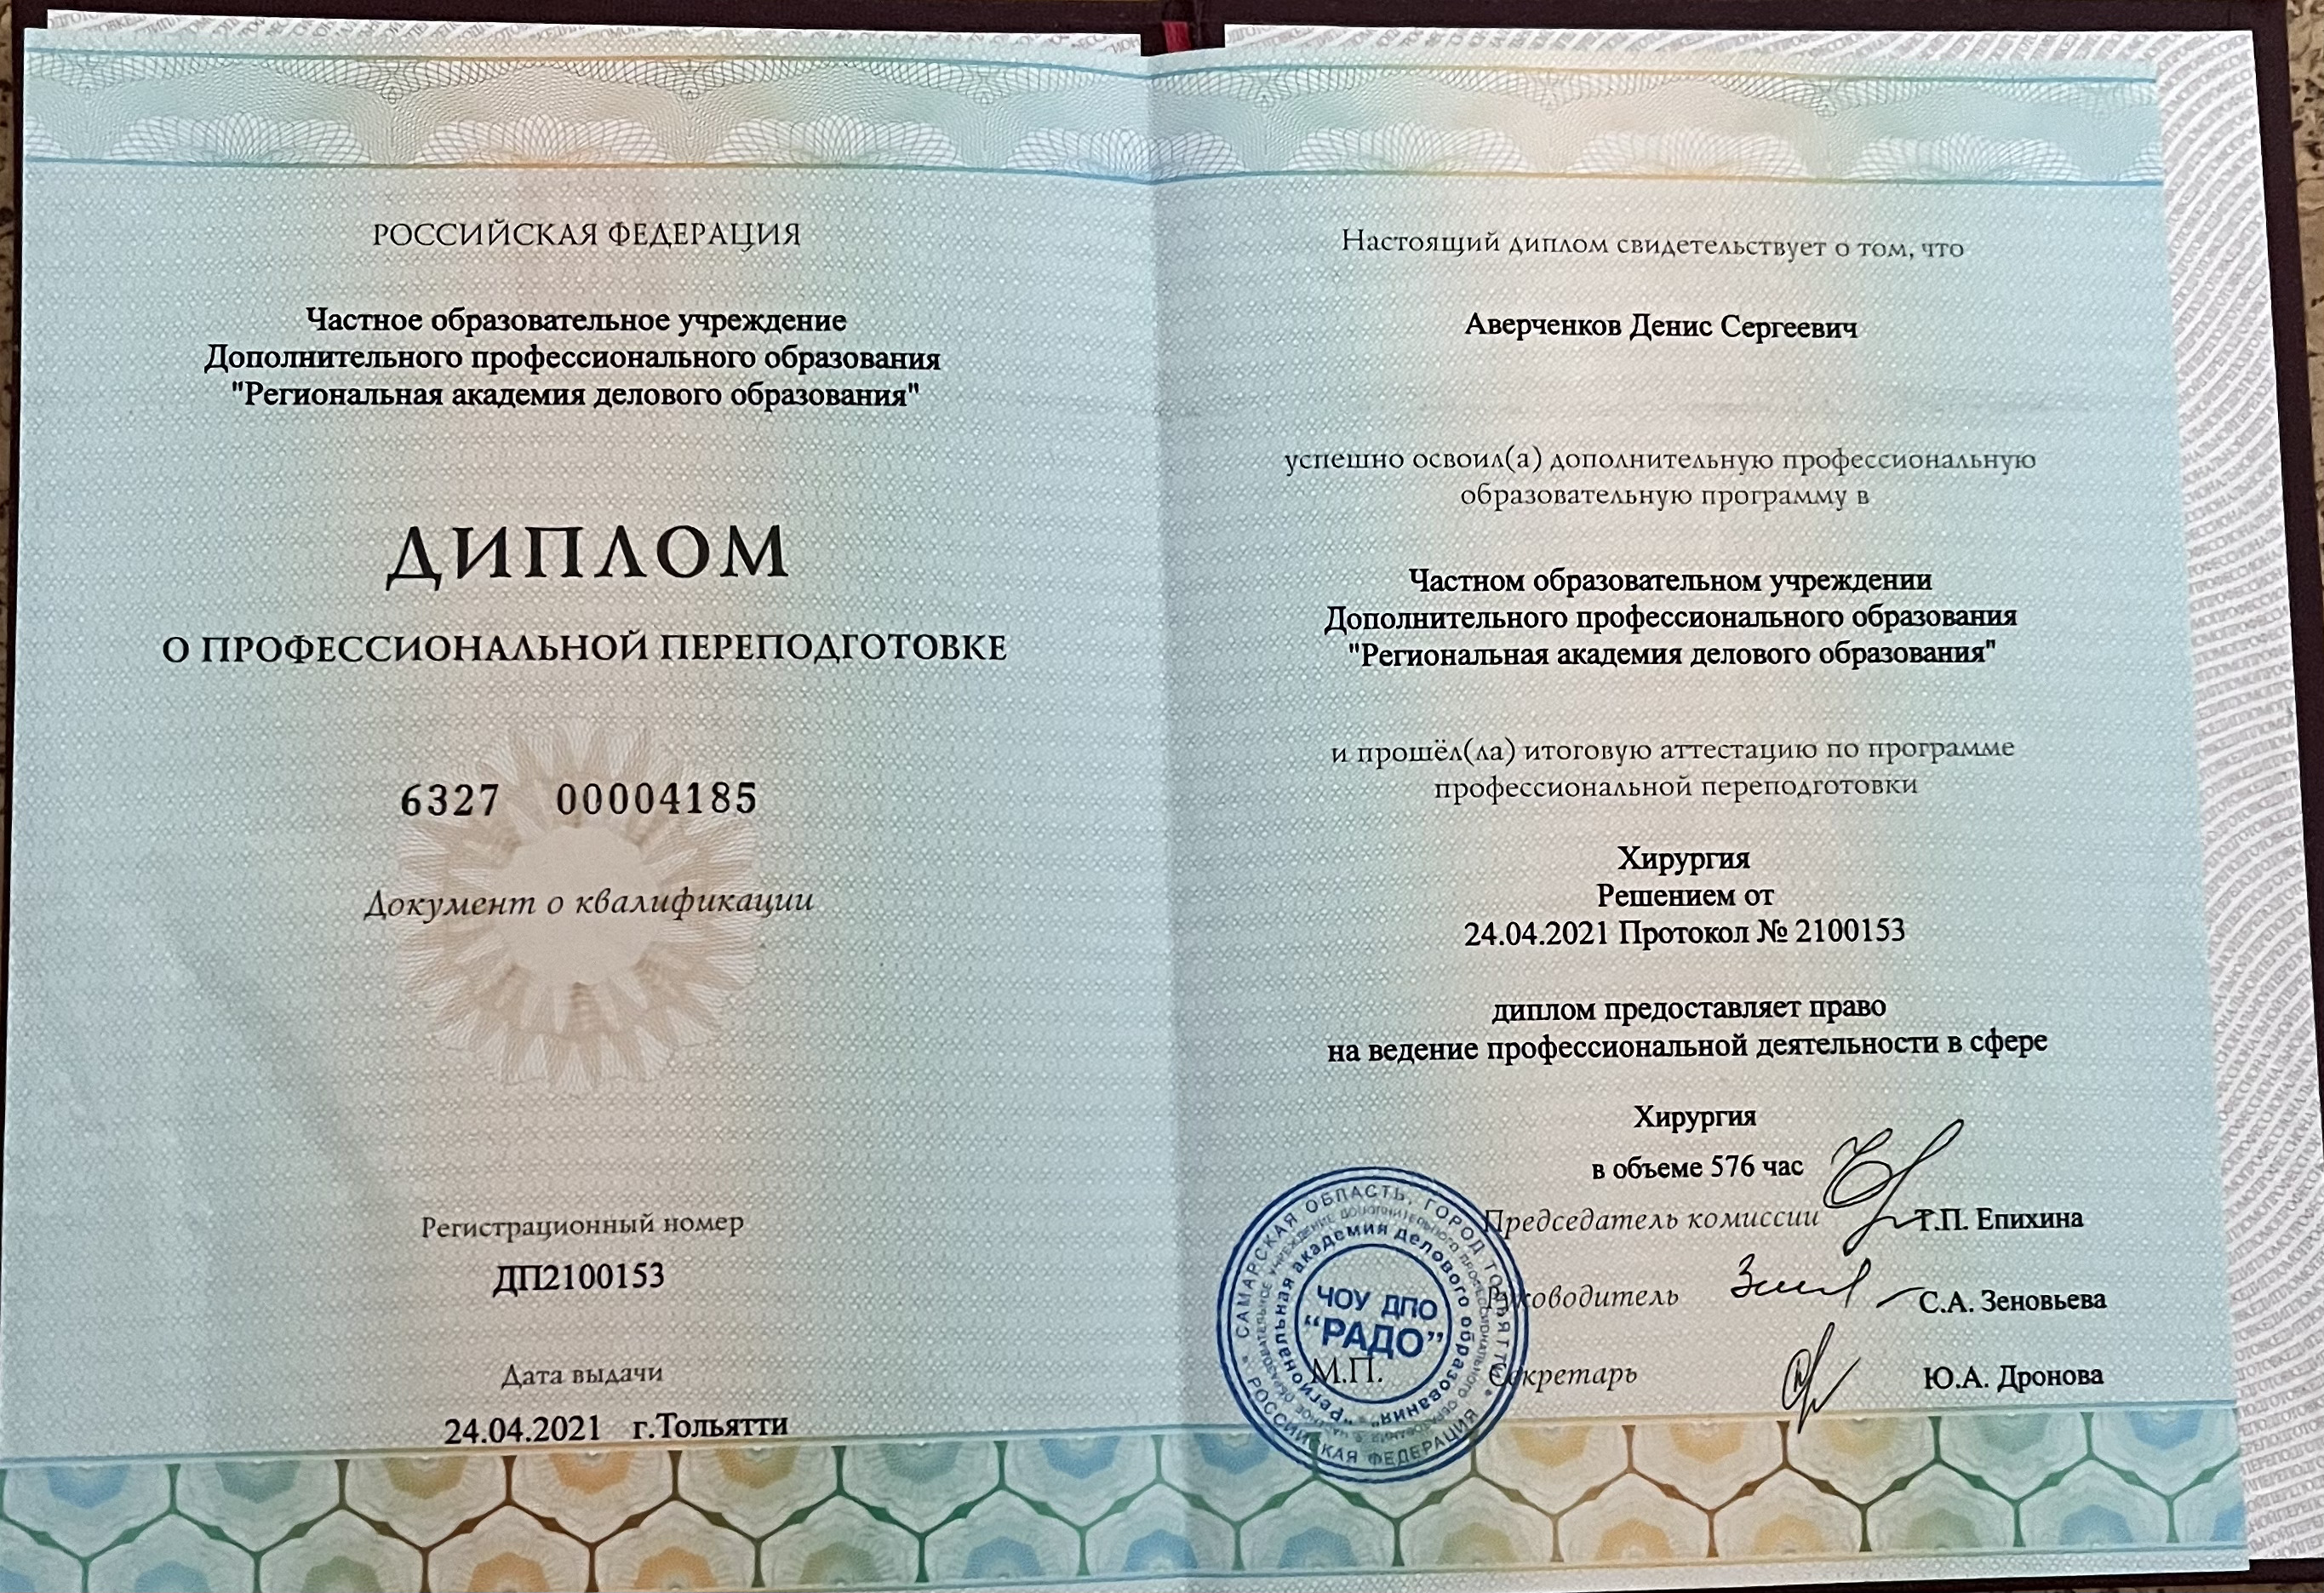 РОССИЙСКАЯ ФЕДЕРАЦИЯ
Частное образовательное учреждение
Дополнительного профессионального образования
"Региональная академия делового образования"
ДИПЛОМ
О ПРОФЕССИОНАЛЬНОЙ ПЕРЕПОДГОТОВКЕ
6327 00004185
Документ о квалификации
Регистрационный номер
ДП2100153
Дата выдачи
24.04.2021 г.Тольятти
Настоящий диплом свидетельствует о том, что
Аверченков Денис Сергеевич
успешно освоил(а) дополнительную профессиональную
образовательную программу в
Частном образовательном учреждении
Дополнительного профессионального образования
"Региональная академия делового образования"
и прошёл(ла) итоговую аттестацию по программе
профессиональной переподготовки
Хирургия
Решением от
24.04.2021 Протокол № 2100153
диплом предоставляет право
на ведение профессиональной деятельности в сфере
Хирургия
в объеме 576 час
Председатель комиссии Т.П. Епихина
Руководитель С.А. Зеновьева
Секретарь Ю.А. Дронова
М.П.
САМАРСКАЯ ОБЛАСТЬ, ГОРОД ТОЛЬЯТТИ * РОССИЙСКАЯ ФЕДЕРАЦИЯ *
"Региональная академия делового образования"
ЧОУ ДПО
“РАДО”